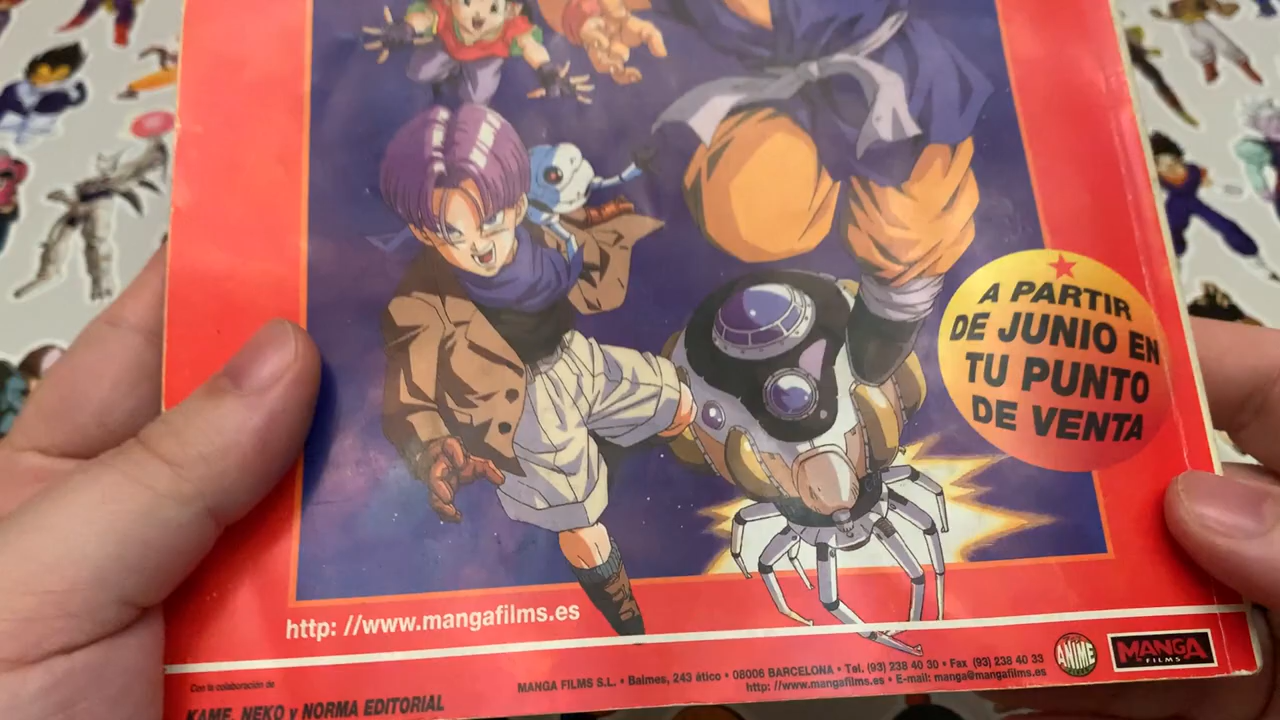 A PARTIR
DE JUNIO EN
TU PUNTO
DE VENTA
http: //www.mangafilms.es
Con la colaboración de
KAME, NEKO y NORMA EDITORIAL
MANGA FILMS S.L. • Balmes, 243 ático • 08006 BARCELONA • Tel. (93) 238 40 30 • Fax (93) 238 40 33
http: //www.mangafilms.es • E-mail: manga@mangafilms.es
ANIME
MANGA
FILMS